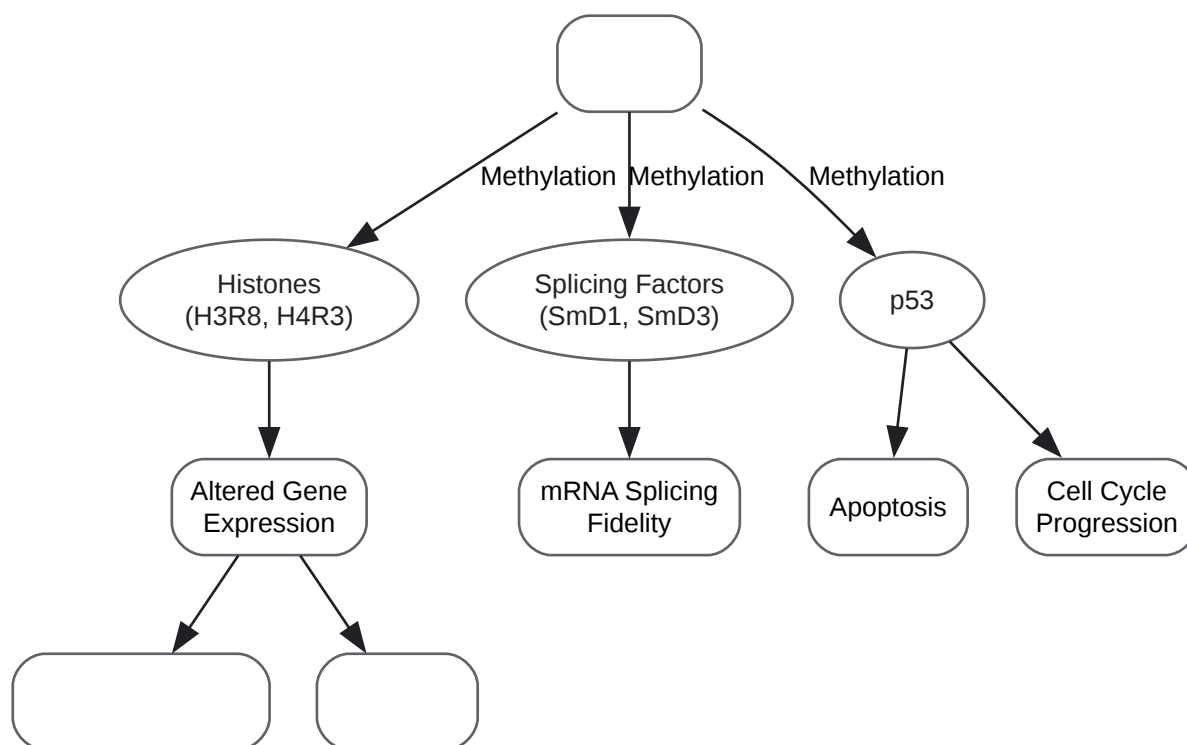 Methylation
Methylation
Methylation
Histones
(H3R8, H4R3)
Splicing Factors
(SmD1, SmD3)
p53
Altered Gene
Expression
mRNA Splicing
Fidelity
Apoptosis
Cell Cycle
Progression